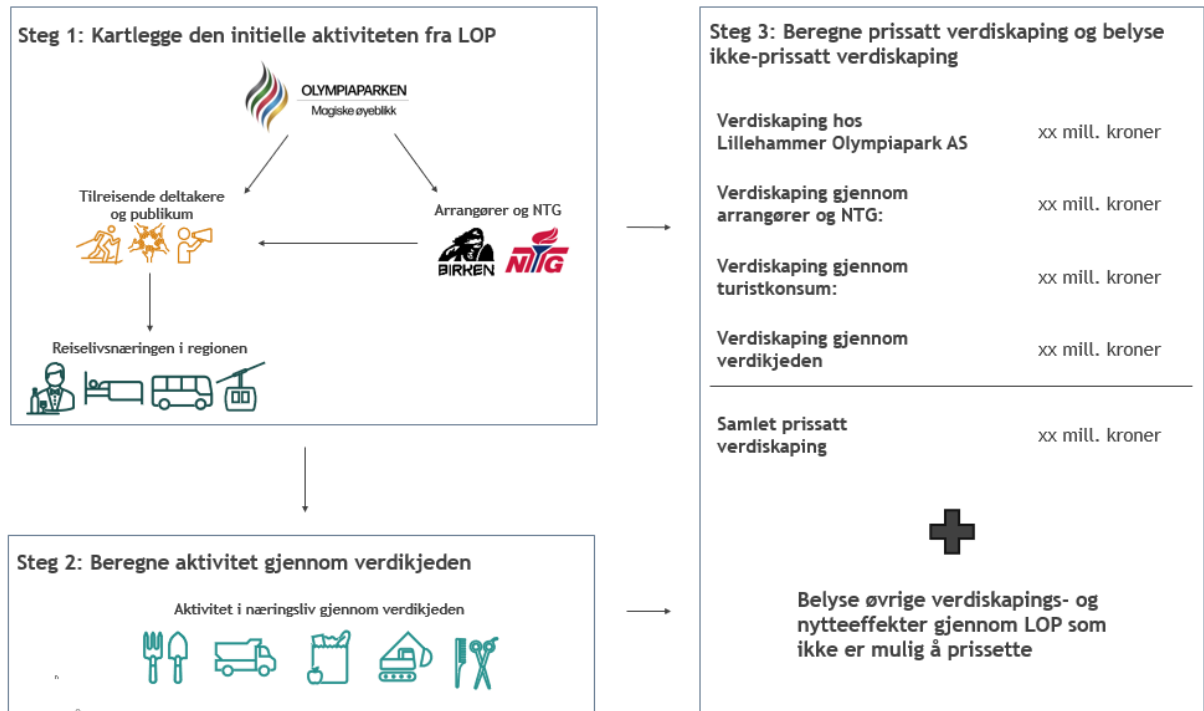 Steg 1: Kartlegge den initielle aktiviteten fra LOP
OLYMPIAPARKEN
Magiske øyeblikk
Tilreisende deltakere
og publikum
Arrangører og NTG
BIRKEN
NTG
Reiselivsnæringen i regionen
Steg 2: Beregne aktivitet gjennom verdikjeden
Aktivitet i næringsliv gjennom verdikjeden
n
Steg 3: Beregne prissatt verdiskaping og belyse
ikke-prissatt verdiskaping
Verdiskaping hos
Lillehammer Olympiapark AS
xx mill. kroner
Verdiskaping gjennom
arrangører og NTG:
xx mill. kroner
Verdiskaping gjennom
turistkonsum:
xx mill. kroner
Verdiskaping gjennom
verdikjeden
xx mill. kroner
Samlet prissatt
verdiskaping
xx mill. kroner
Belyse øvrige verdiskapings- og
nytteeffekter gjennom LOP som
ikke er mulig å prissette